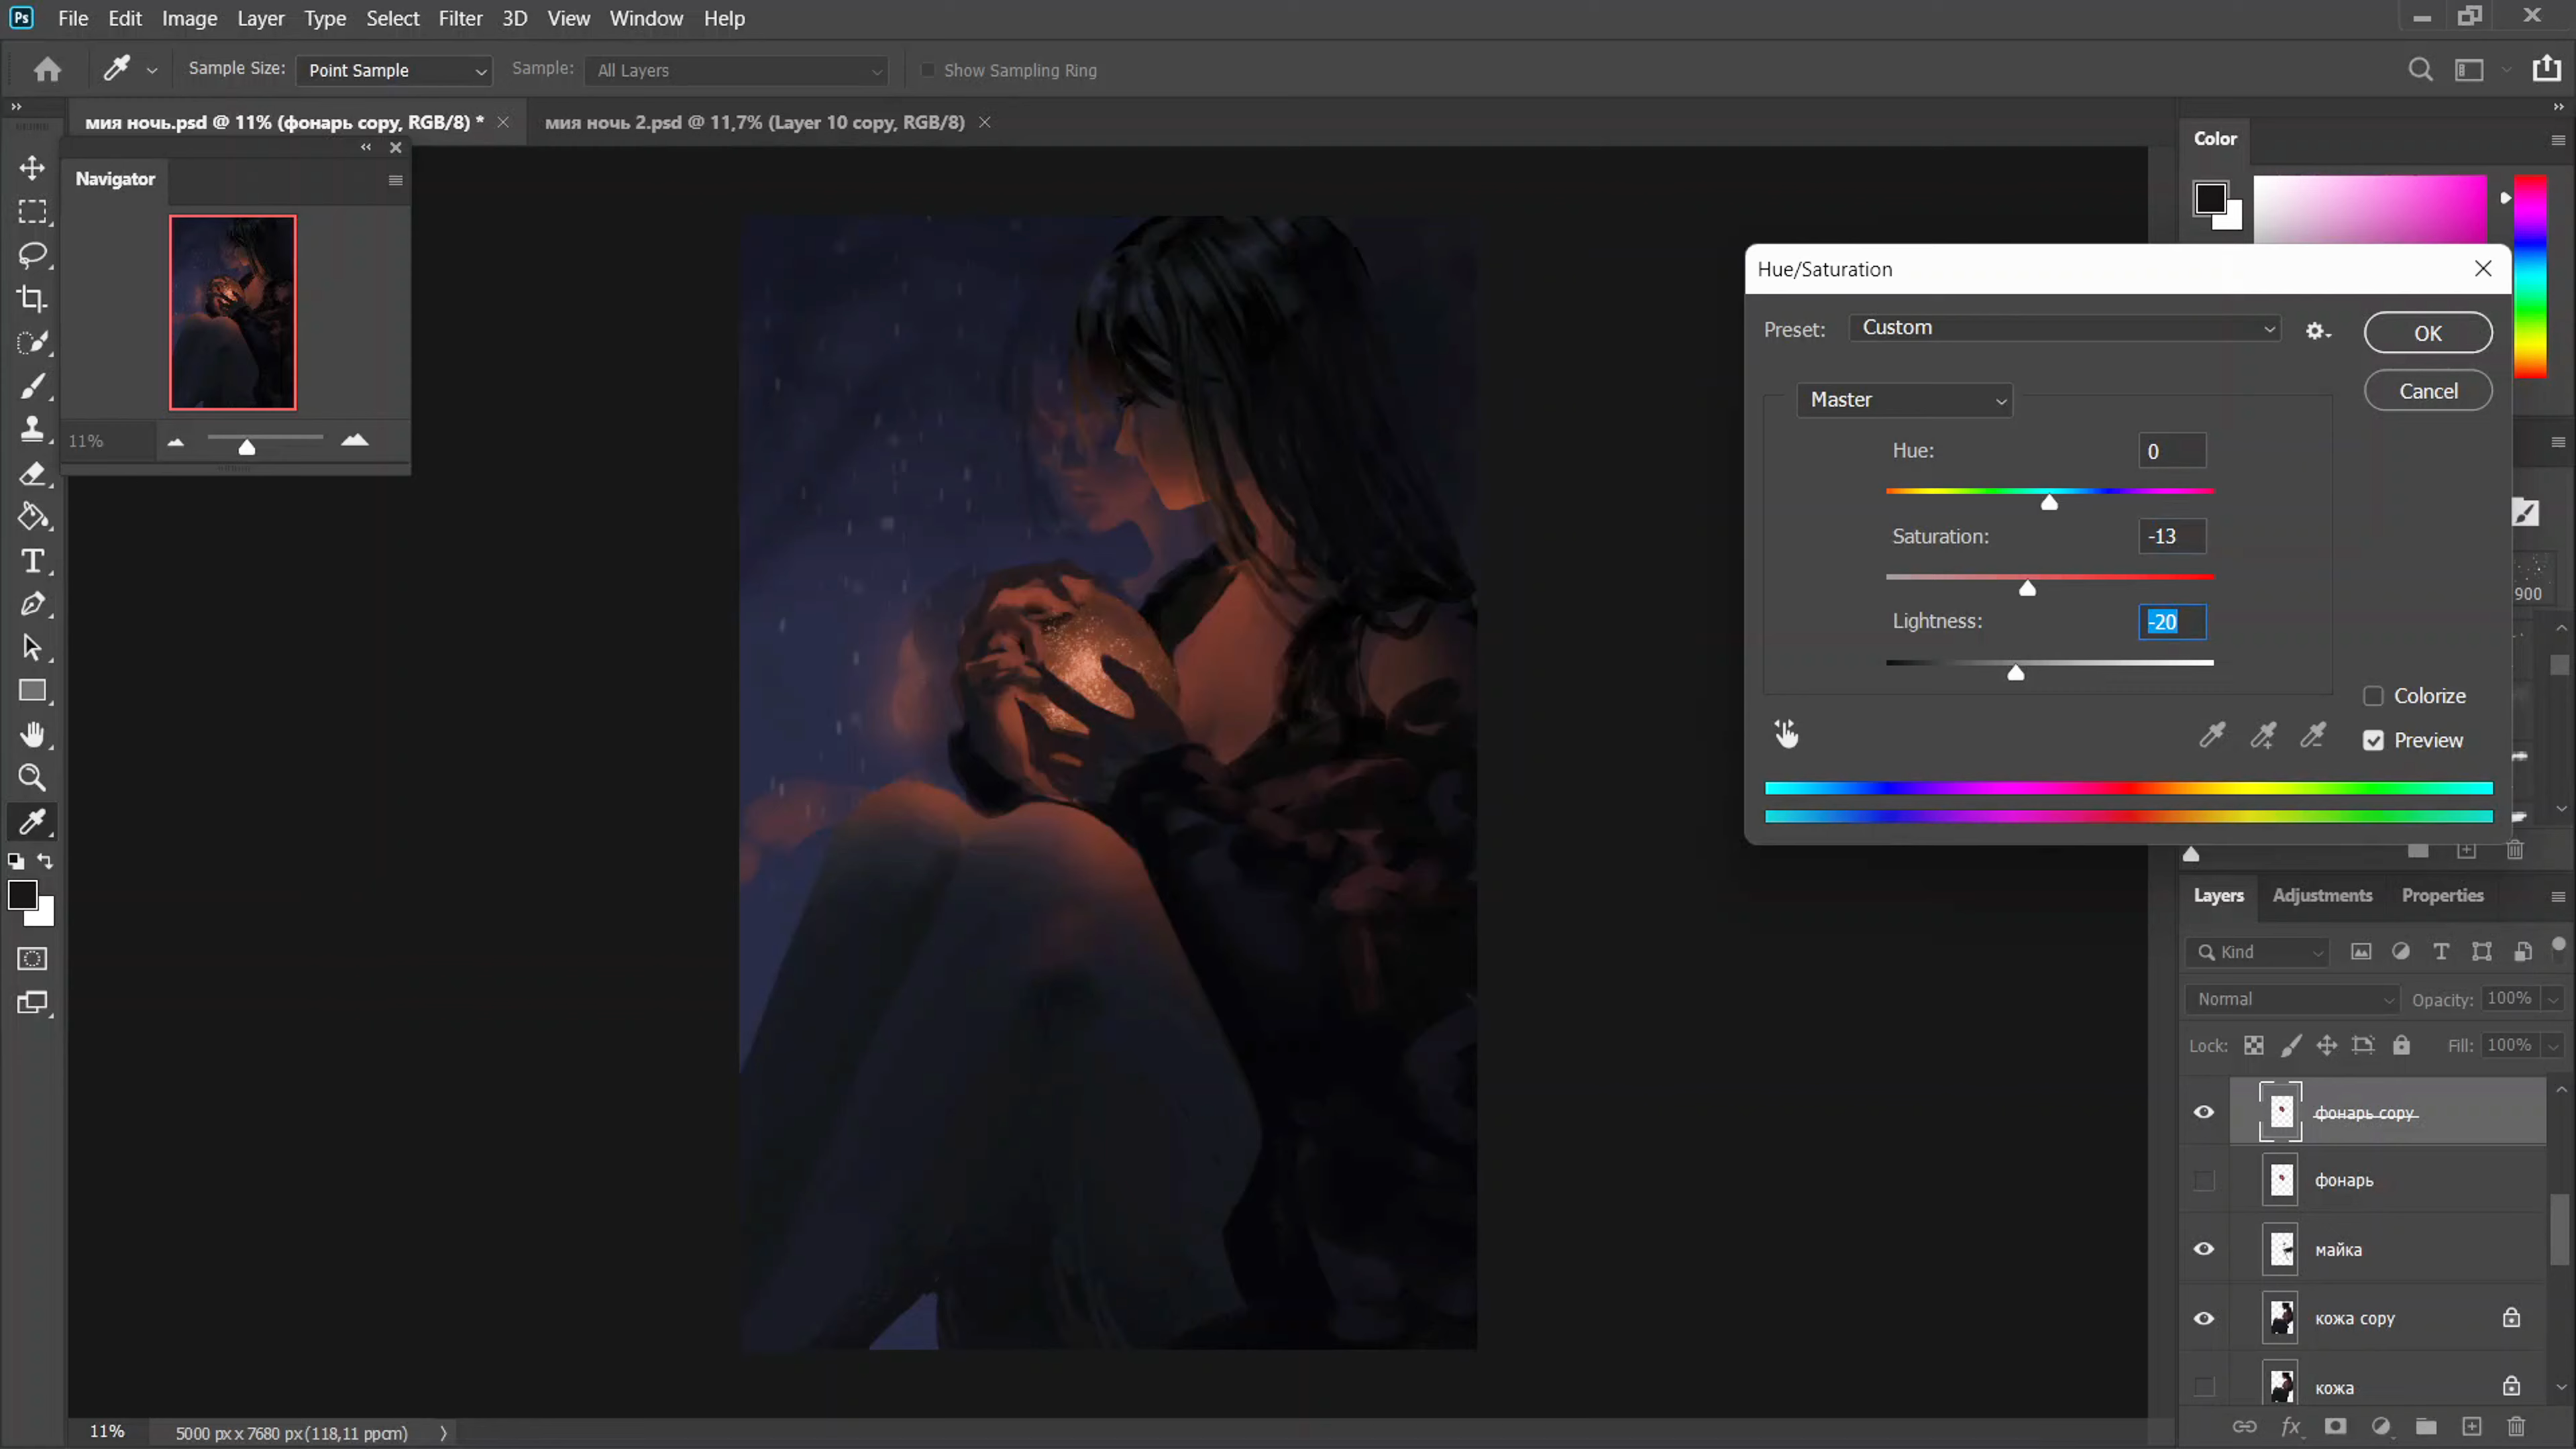 Ps File Edit Image Layer Type Select Filter 3D View Window Help
Sample Size: Point Sample Sample: All Layers Show Sampling Ring
мия ночь.psd @ 11% (фонарь copy, RGB/8) * мия ночь 2.psd @ 11,7% (Layer 10 copy, RGB/8)
Navigator
11%
Color
Hue/Saturation
Preset: Custom
OK
Cancel
Master
Hue: 0
Saturation: -13
Lightness: -20
Colorize
Preview
900
Layers Adjustments Properties
Kind
Normal Opacity: 100%
Lock: Fill: 100%
фонарь copy
фонарь
майка
кожа copy
кожа
fx
11% 5000 px x 7680 px (118,11 ppcm)